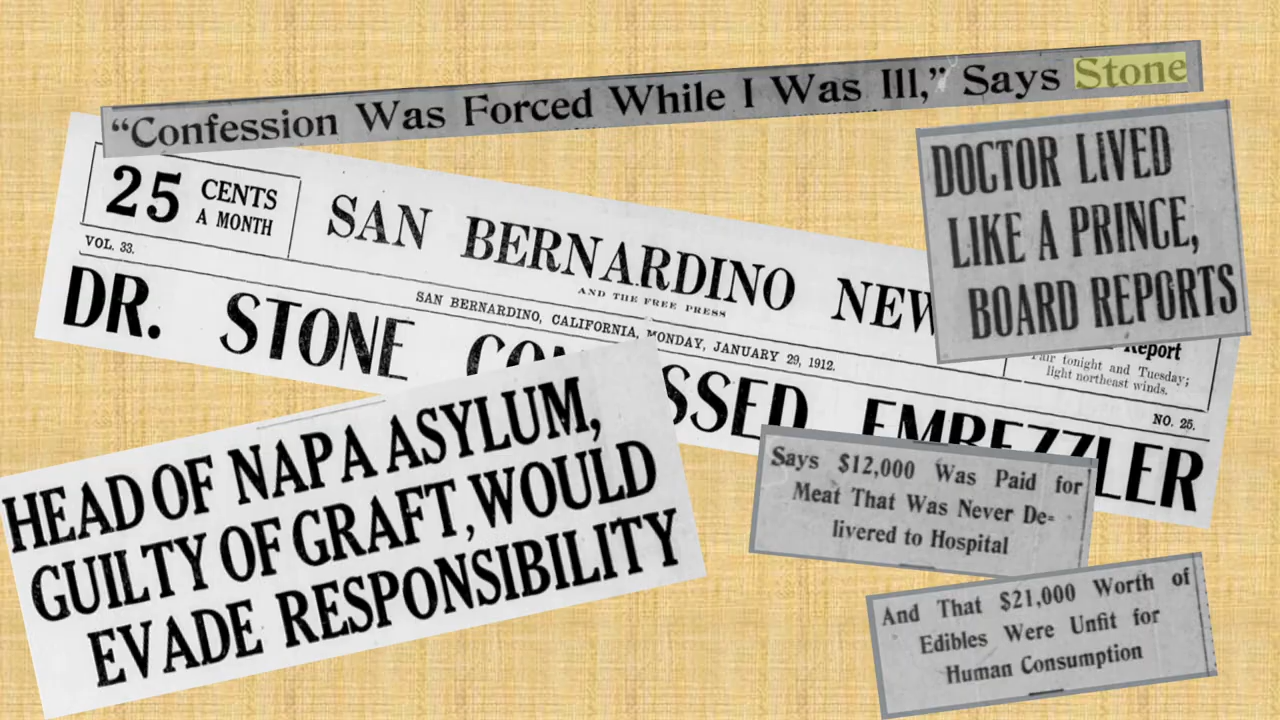 “Confession Was Forced While I Was Ill,” Says Stone
25 CENTS
A MONTH
SAN BERNARDINO NEW
AND THE FREE PRESS
VOL. 33.
SAN BERNARDINO, CALIFORNIA, MONDAY, JANUARY 29, 1912.
Report
Fair tonight and Tuesday;
light northeast winds.
NO. 25.
DR. STONE CON SSED EMBEZZLER
DOCTOR LIVED
LIKE A PRINCE,
BOARD REPORTS
HEAD OF NAPA ASYLUM,
GUILTY OF GRAFT, WOULD
EVADE RESPONSIBILITY
Says $12,000 Was Paid for
Meat That Was Never De-
livered to Hospital
And That $21,000 Worth of
Edibles Were Unfit for
Human Consumption